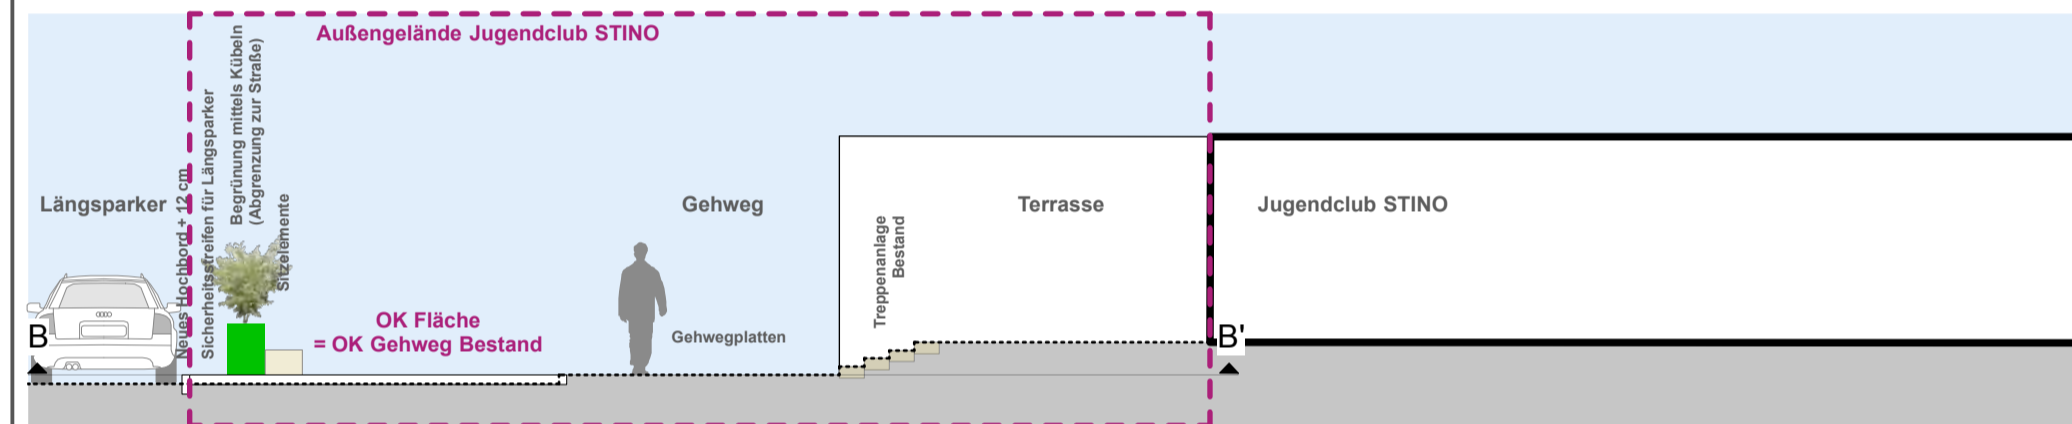 Außengelände Jugendclub STINO
Längsparker
Neues Hochbord + 12 cm
Sicherheitsstreifen für Längsparker
Begrünung mittels Kübeln
(Abgrenzung zur Straße)
Sitzelemente
OK Fläche
= OK Gehweg Bestand
Gehweg
Gehwegplatten
Treppenanlage
Bestand
Terrasse
Jugendclub STINO
B
B'